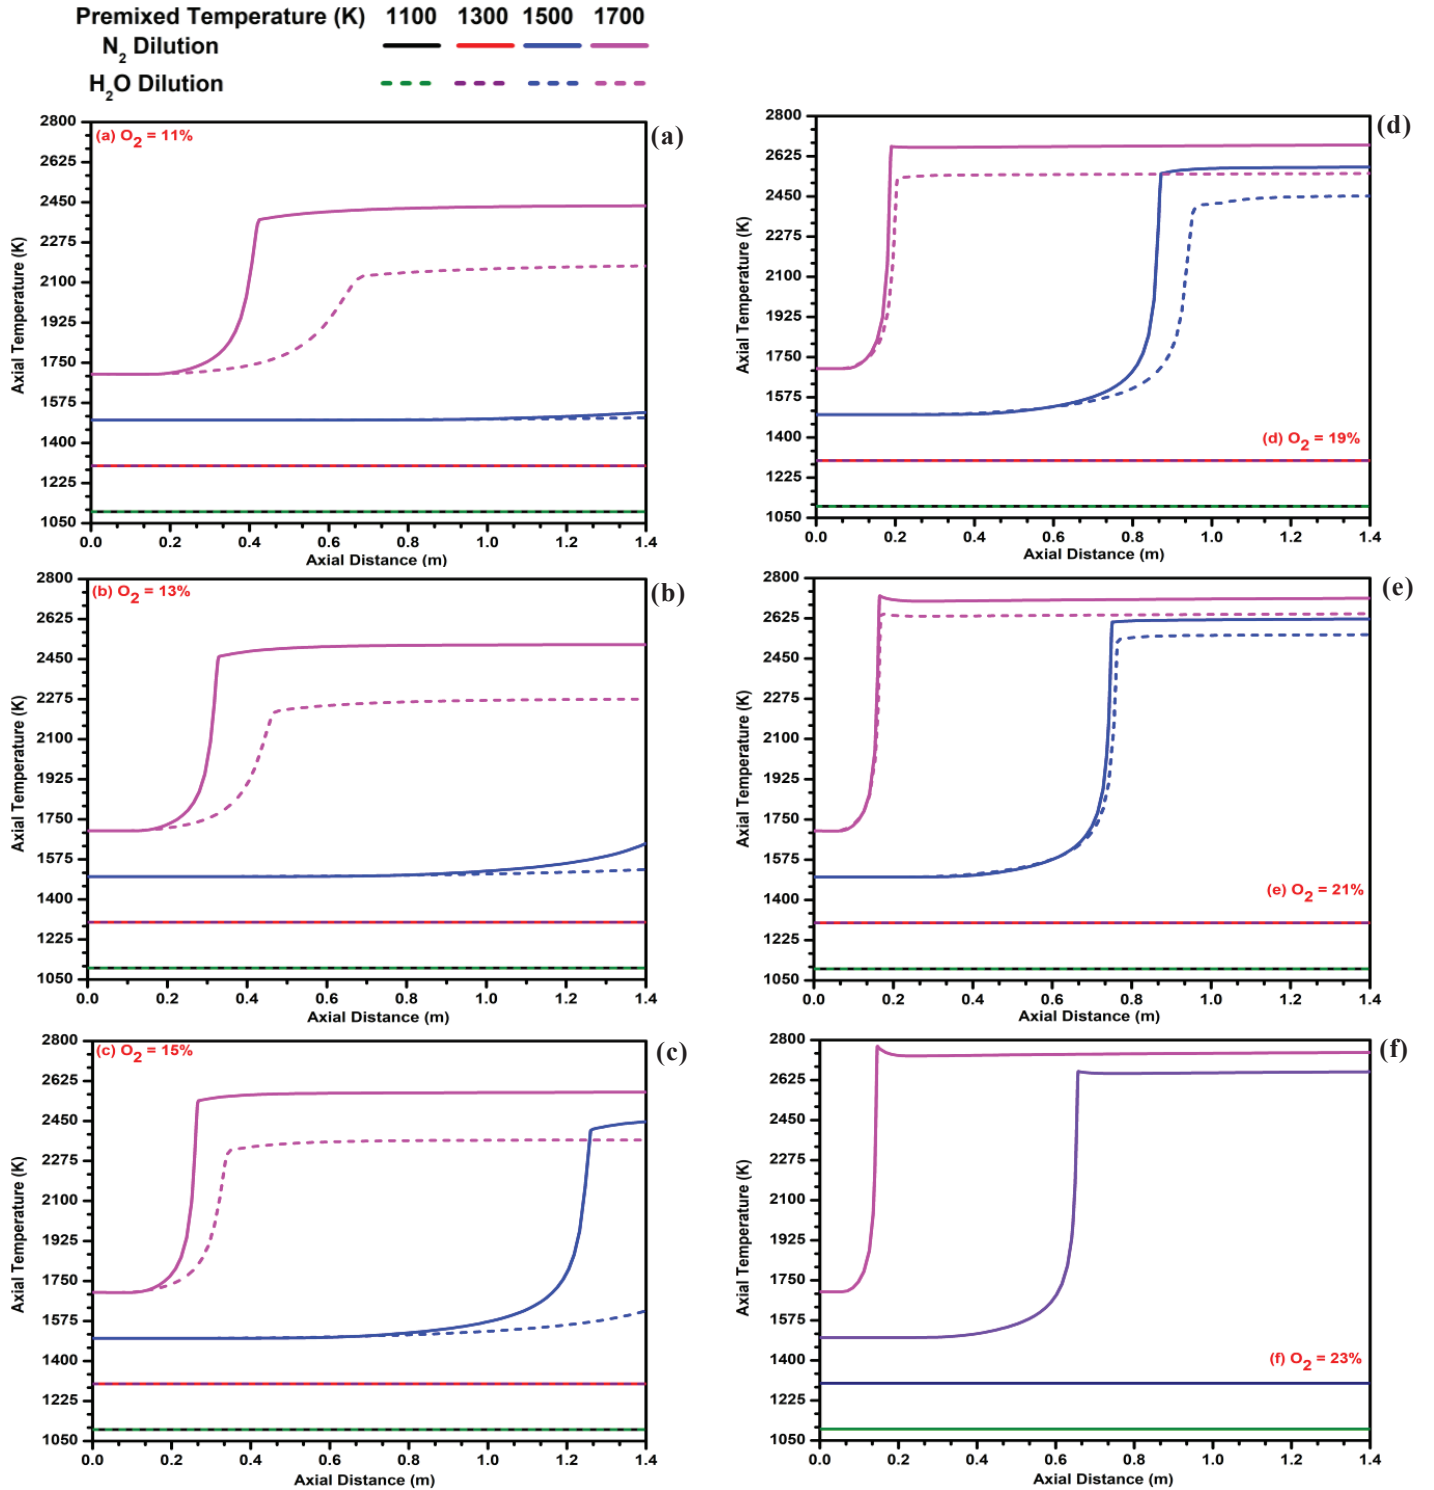 Premixed Temperature (K) 1100 1300 1500 1700
N2 Dilution
H2O Dilution
(a) O2 = 11%
(a)
2800
2625
2450
2275
2100
1925
1750
1575
1400
1225
1050
Axial Temperature (K)
0.0 0.2 0.4 0.6 0.8 1.0 1.2 1.4
Axial Distance (m)
(b) O2 = 13%
(b)
2800
2625
2450
2275
2100
1925
1750
1575
1400
1225
1050
Axial Temperature (K)
0.0 0.2 0.4 0.6 0.8 1.0 1.2 1.4
Axial Distance (m)
(c) O2 = 15%
(c)
2800
2625
2450
2275
2100
1925
1750
1575
1400
1225
1050
Axial Temperature (K)
0.0 0.2 0.4 0.6 0.8 1.0 1.2 1.4
Axial Distance (m)
(d)
2800
2625
2450
2275
2100
1925
1750
1575
1400
1225
1050
Axial Temperature (K)
(d) O2 = 19%
0.0 0.2 0.4 0.6 0.8 1.0 1.2 1.4
Axial Distance (m)
(e)
2800
2625
2450
2275
2100
1925
1750
1575
1400
1225
1050
Axial Temperature (K)
(e) O2 = 21%
0.0 0.2 0.4 0.6 0.8 1.0 1.2 1.4
Axial Distance (m)
(f)
2800
2625
2450
2275
2100
1925
1750
1575
1400
1225
1050
Axial Temperature (K)
(f) O2 = 23%
0.0 0.2 0.4 0.6 0.8 1.0 1.2 1.4
Axial Distance (m)